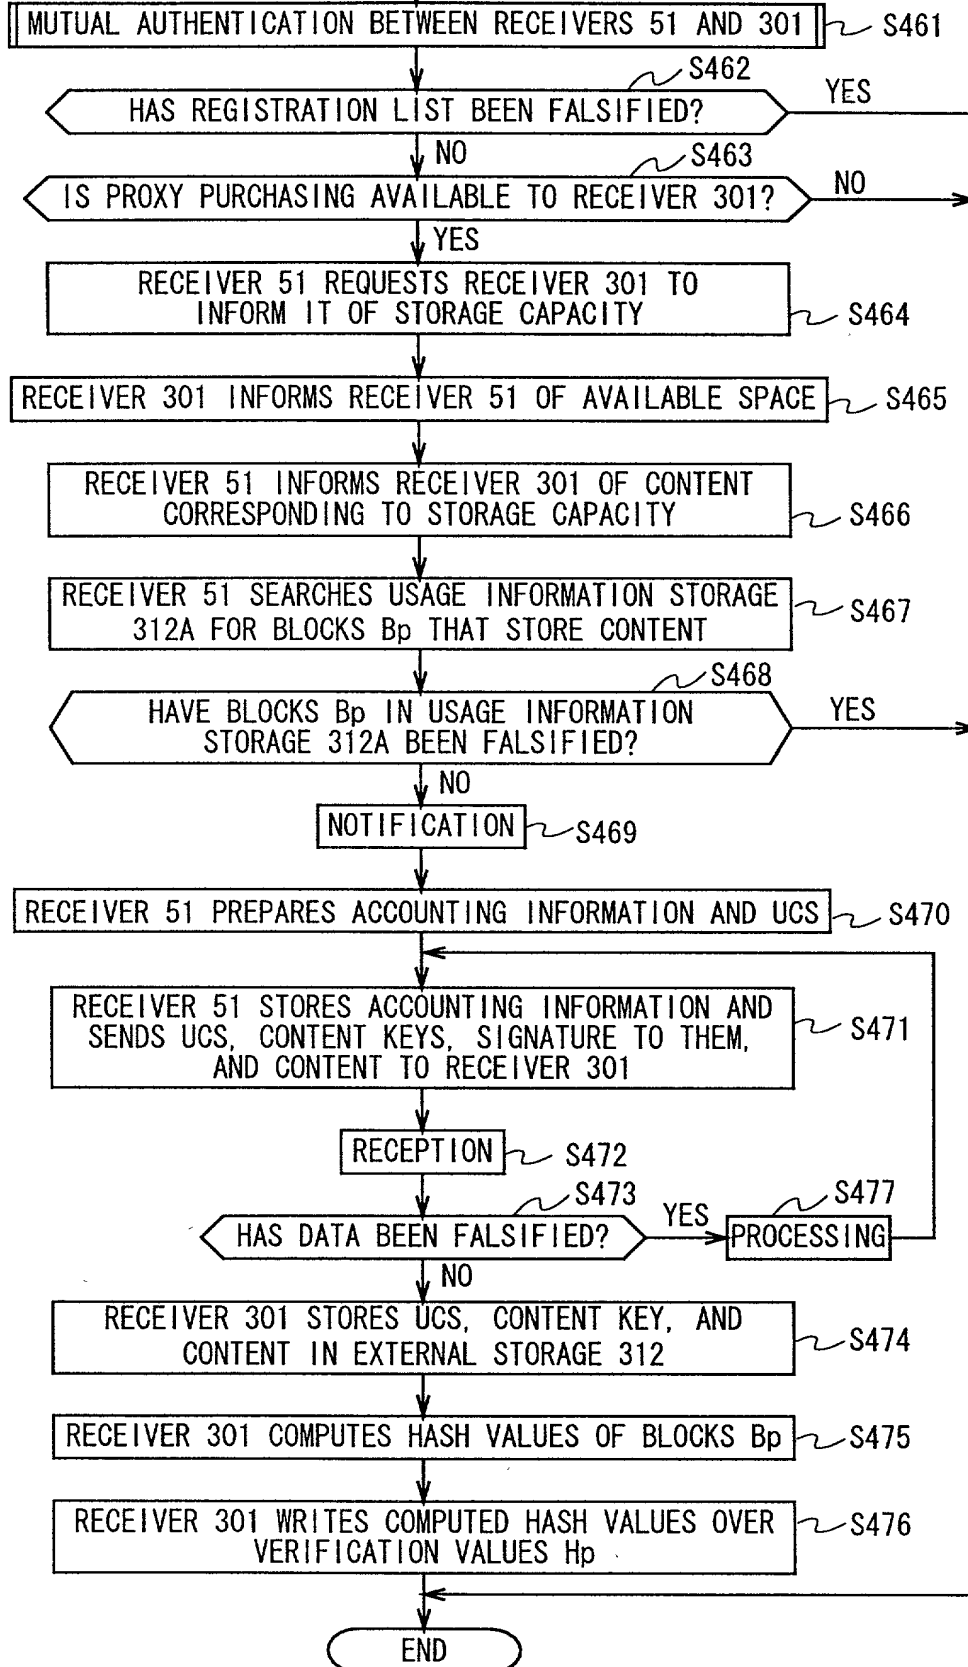 MUTUAL AUTHENTICATION BETWEEN RECEIVERS 51 AND 301
S461
S462
HAS REGISTRATION LIST BEEN FALSIFIED?
YES
NO
S463
IS PROXY PURCHASING AVAILABLE TO RECEIVER 301?
NO
YES
RECEIVER 51 REQUESTS RECEIVER 301 TO
INFORM IT OF STORAGE CAPACITY
S464
RECEIVER 301 INFORMS RECEIVER 51 OF AVAILABLE SPACE
S465
RECEIVER 51 INFORMS RECEIVER 301 OF CONTENT
CORRESPONDING TO STORAGE CAPACITY
S466
RECEIVER 51 SEARCHES USAGE INFORMATION STORAGE
312A FOR BLOCKS Bp THAT STORE CONTENT
S467
S468
HAVE BLOCKS Bp IN USAGE INFORMATION
STORAGE 312A BEEN FALSIFIED?
YES
NO
NOTIFICATION
S469
RECEIVER 51 PREPARES ACCOUNTING INFORMATION AND UCS
S470
RECEIVER 51 STORES ACCOUNTING INFORMATION AND
SENDS UCS, CONTENT KEYS, SIGNATURE TO THEM,
AND CONTENT TO RECEIVER 301
S471
RECEPTION
S472
S473
HAS DATA BEEN FALSIFIED?
YES
S477
PROCESSING
NO
RECEIVER 301 STORES UCS, CONTENT KEY, AND
CONTENT IN EXTERNAL STORAGE 312
S474
RECEIVER 301 COMPUTES HASH VALUES OF BLOCKS Bp
S475
RECEIVER 301 WRITES COMPUTED HASH VALUES OVER
VERIFICATION VALUES Hp
S476
END